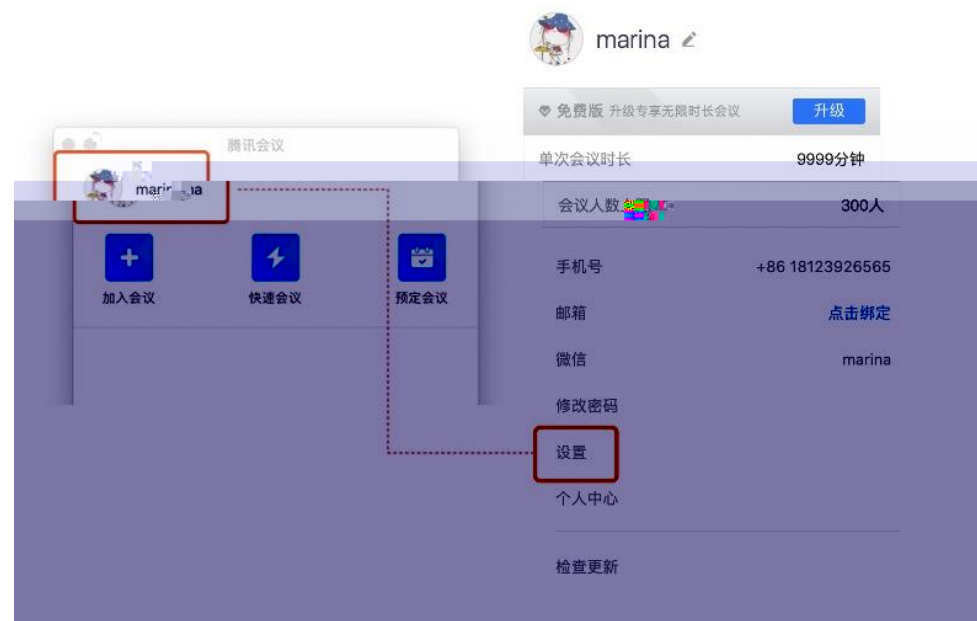 marina
免费版 升级专享无限时长会议
升级
单次会议时长
9999分钟
会议人数
300人
手机号
+86 18123926565
邮箱
点击绑定
微信
marina
修改密码
设置
个人中心
检查更新
腾讯会议
加入会议
快速会议
预定会议